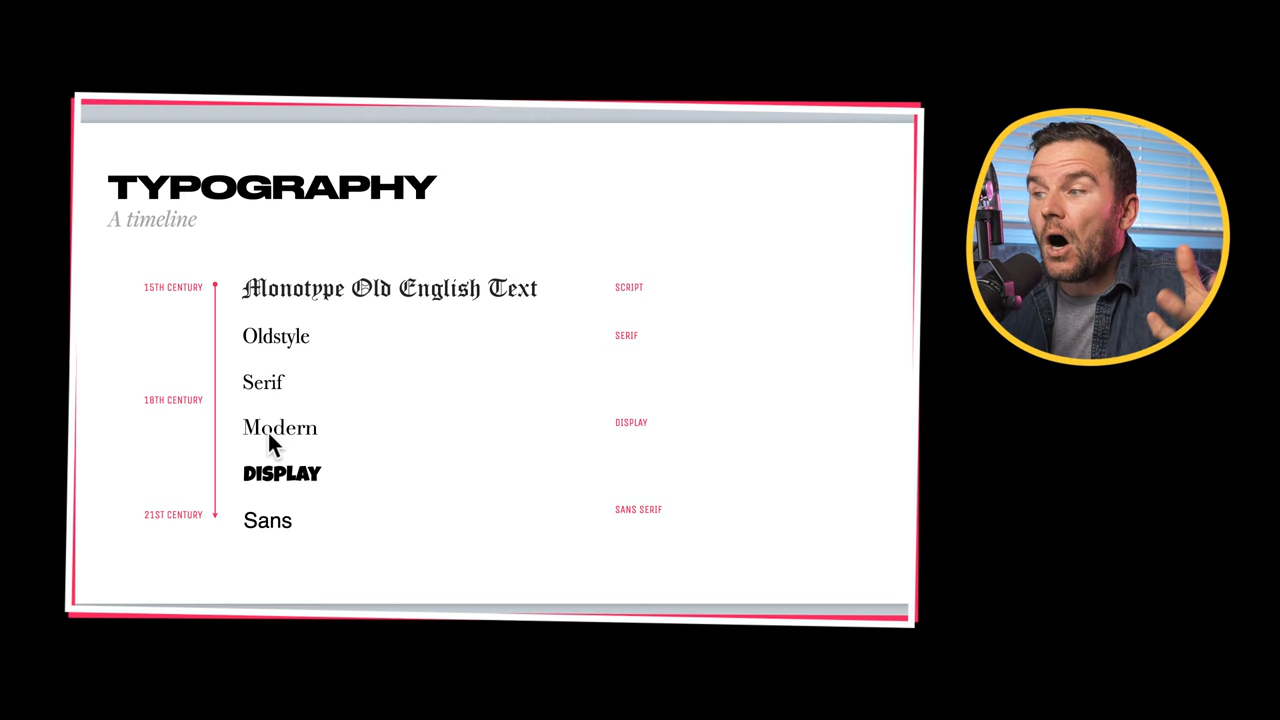 TYPOGRAPHY
A timeline
15TH CENTURY Monotype Old English Text SCRIPT
Oldstyle SERIF
Serif
18TH CENTURY
Modern DISPLAY
DISPLAY
21ST CENTURY Sans SANS SERIF